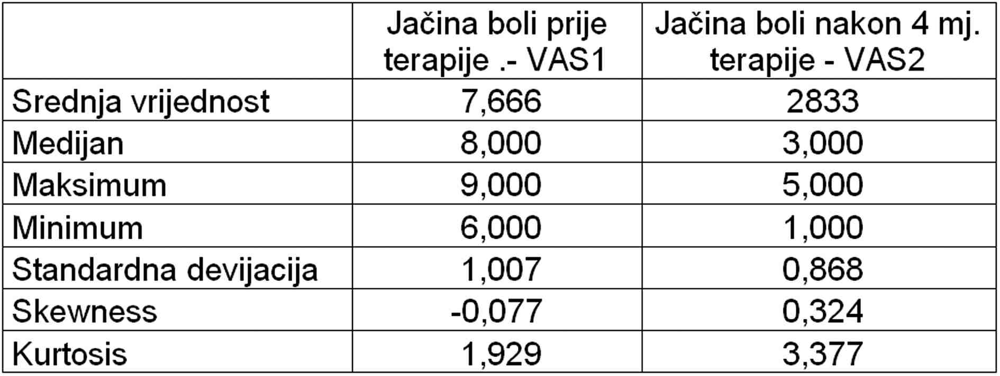 Jačina boli prije Jačina boli nakon 4 mj.
terapije .- VAS1 terapije - VAS2
Srednja vrijednost 7,666 2833
Medijan 8,000 3,000
Maksimum 9,000 5,000
Minimum 6,000 1,000
Standardna devijacija 1,007 0,868
Skewness -0,077 0,324
Kurtosis 1,929 3,377